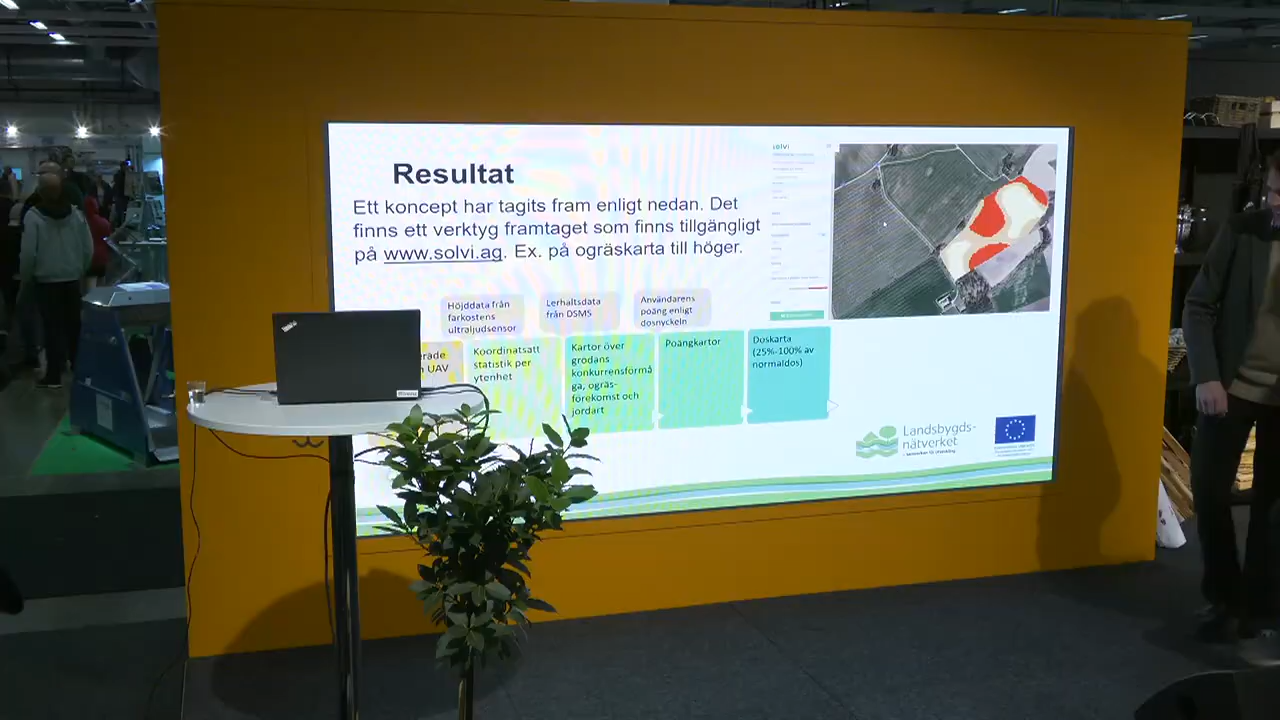 Resultat
Ett koncept har tagits fram enligt nedan. Det
finns ett verktyg framtaget som finns tillgängligt
på www.solvi.ag. Ex. på ogräskarta till höger.
solvi
Höjddata från
farkostens
ultraljudsensor
Lerhaltsdata
från DSMS
Användarens
poäng enligt
dosnyckeln
UAV
Koordinatsatt
statistik per
ytenhet
Kartor över
grödans
konkurrensförmå
ga, ogräs-
förekomst och
jordart
Poängkartor
Doskarta
(25%-100% av
normaldos)
Landsbygds-
nätverket